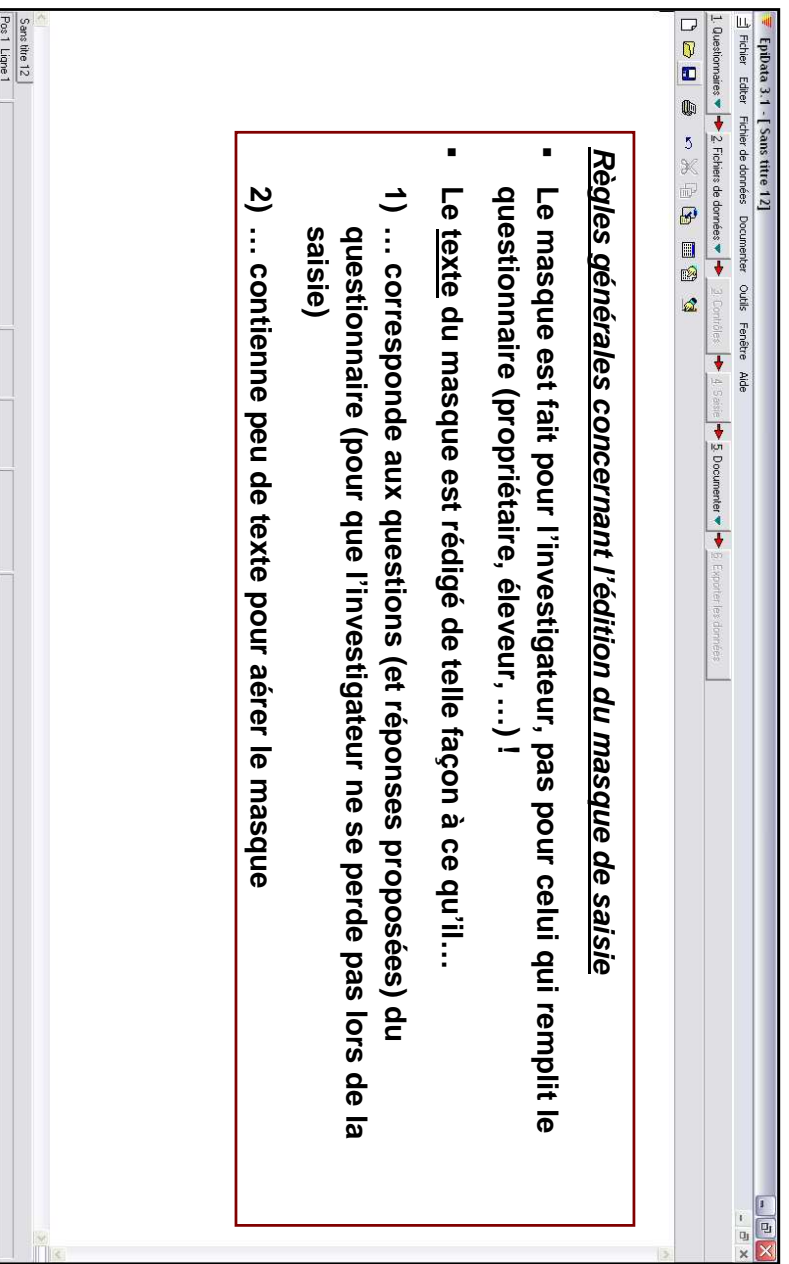 EpiData 3.1 - [ Sans titre 12]
Fichier Editer Fichier de données Documenter Outils Fenêtre Aide
1. Questionnaires 2. Fichiers de données 3. Contrôles 4. Saisie 5. Documenter 6. Exporter les données
Règles générales concernant l'édition du masque de saisie
▪ Le masque est fait pour l'investigateur, pas pour celui qui remplit le
questionnaire (propriétaire, éleveur, …) !
▪ Le texte du masque est rédigé de telle façon à ce qu'il…
1) … corresponde aux questions (et réponses proposées) du
questionnaire (pour que l'investigateur ne se perde pas lors de la
saisie)
2) … contienne peu de texte pour aérer le masque
Sans titre 12
Pos 1 Ligne 1